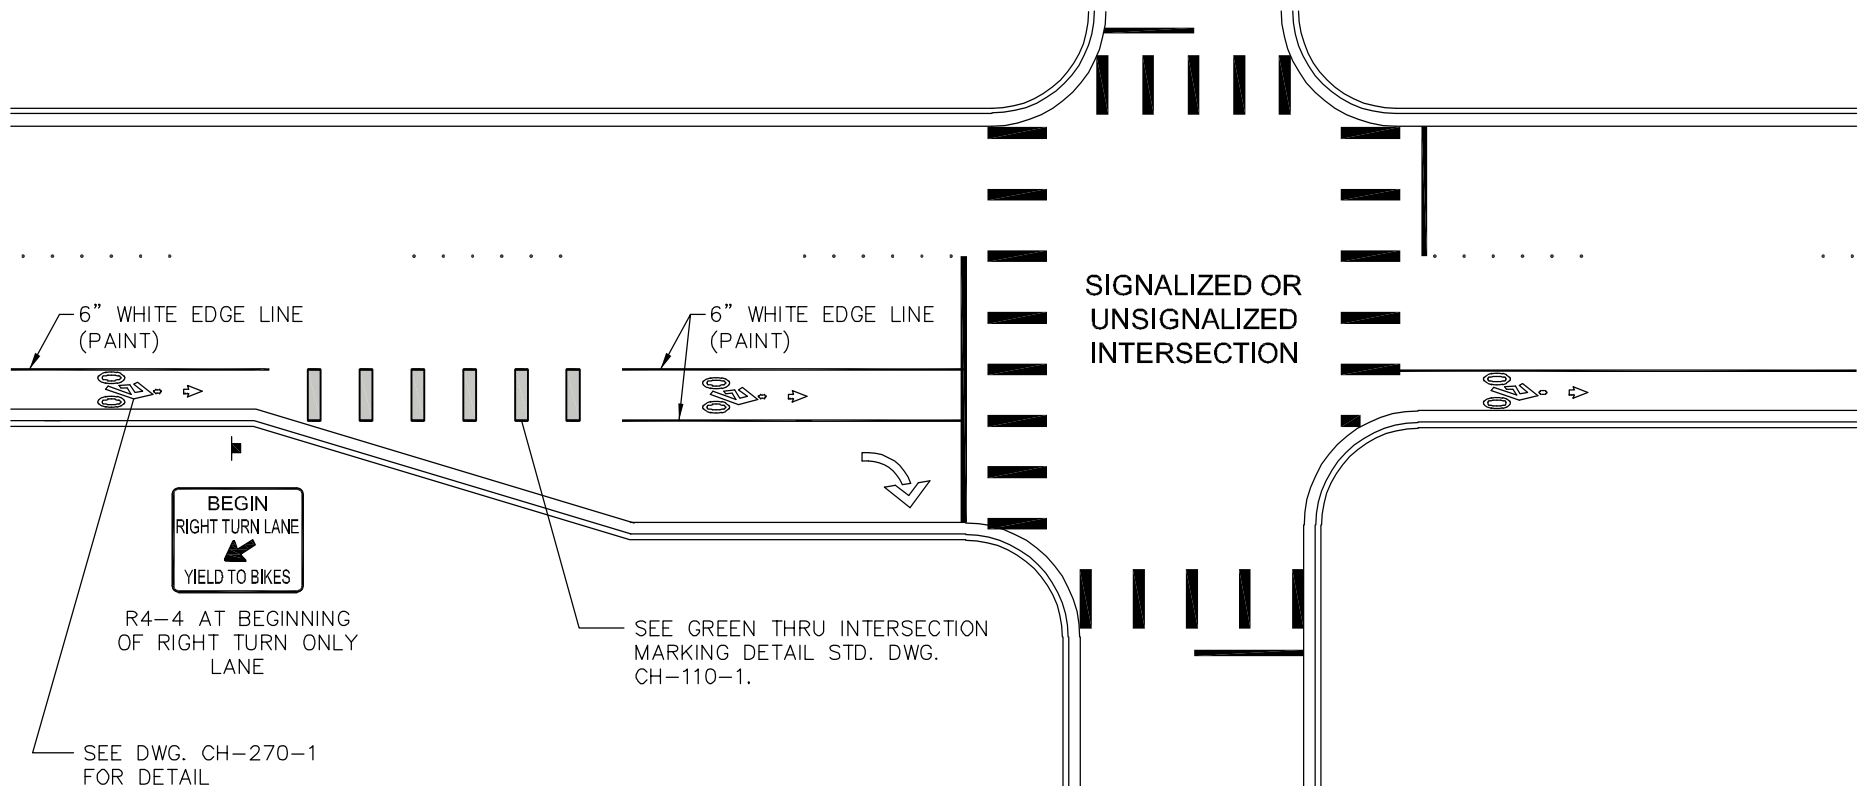 SIGNALIZED OR
UNSIGNALIZED
INTERSECTION
6” WHITE EDGE LINE
(PAINT)
6” WHITE EDGE LINE
(PAINT)
BEGIN
RIGHT TURN LANE
YIELD TO BIKES
R4-4 AT BEGINNING
OF RIGHT TURN ONLY
LANE
SEE GREEN THRU INTERSECTION
MARKING DETAIL STD. DWG.
CH-110-1.
SEE DWG. CH-270-1
FOR DETAIL